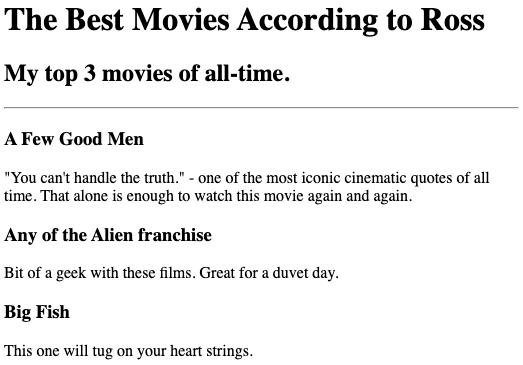 The Best Movies According to Ross
My top 3 movies of all-time.
A Few Good Men
"You can't handle the truth." - one of the most iconic cinematic quotes of all
time. That alone is enough to watch this movie again and again.
Any of the Alien franchise
Bit of a geek with these films. Great for a duvet day.
Big Fish
This one will tug on your heart strings.